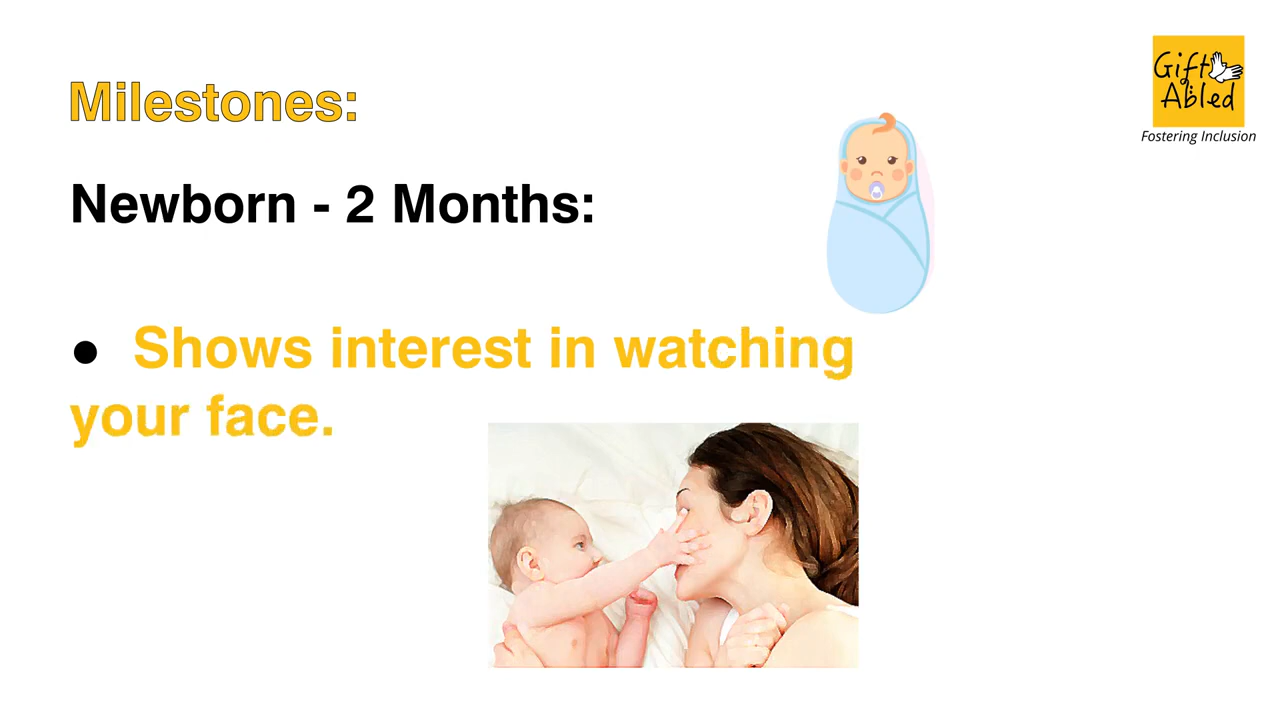 Milestones:
Gift
Abled
Fostering Inclusion
Newborn - 2 Months:
● Shows interest in watching
your face.